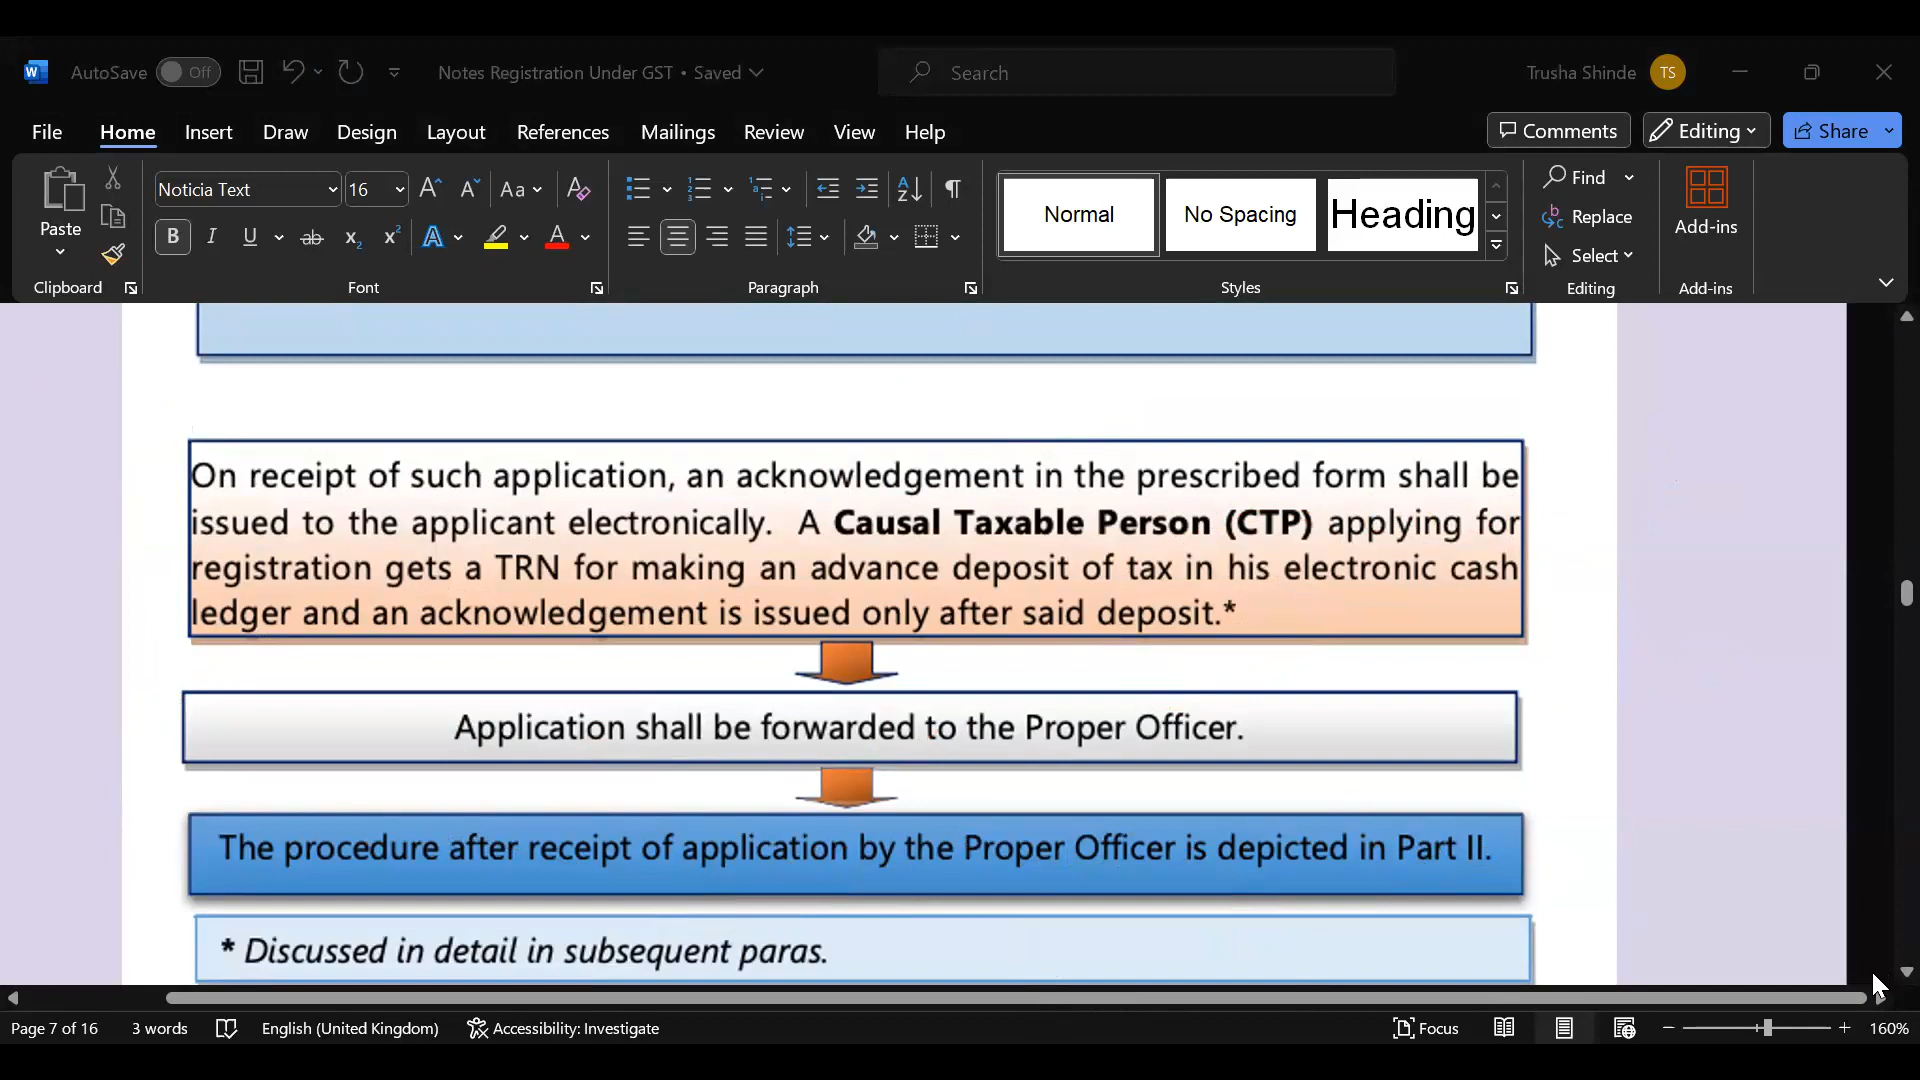 AutoSave Off Notes Registration Under GST • Saved Search Trusha Shinde TS
File Home Insert Draw Design Layout References Mailings Review View Help Comments Editing Share
Noticia Text 16 Aa
Paste
B I U ab x₂ x² A A
Normal No Spacing Heading
Find
Replace
Select
Add-ins
Clipboard Font Paragraph Styles Editing Add-ins
On receipt of such application, an acknowledgement in the prescribed form shall be
issued to the applicant electronically. A Causal Taxable Person (CTP) applying for
registration gets a TRN for making an advance deposit of tax in his electronic cash
ledger and an acknowledgement is issued only after said deposit.*
Application shall be forwarded to the Proper Officer.
The procedure after receipt of application by the Proper Officer is depicted in Part II.
* Discussed in detail in subsequent paras.
Page 7 of 16 3 words English (United Kingdom) Accessibility: Investigate Focus 160%